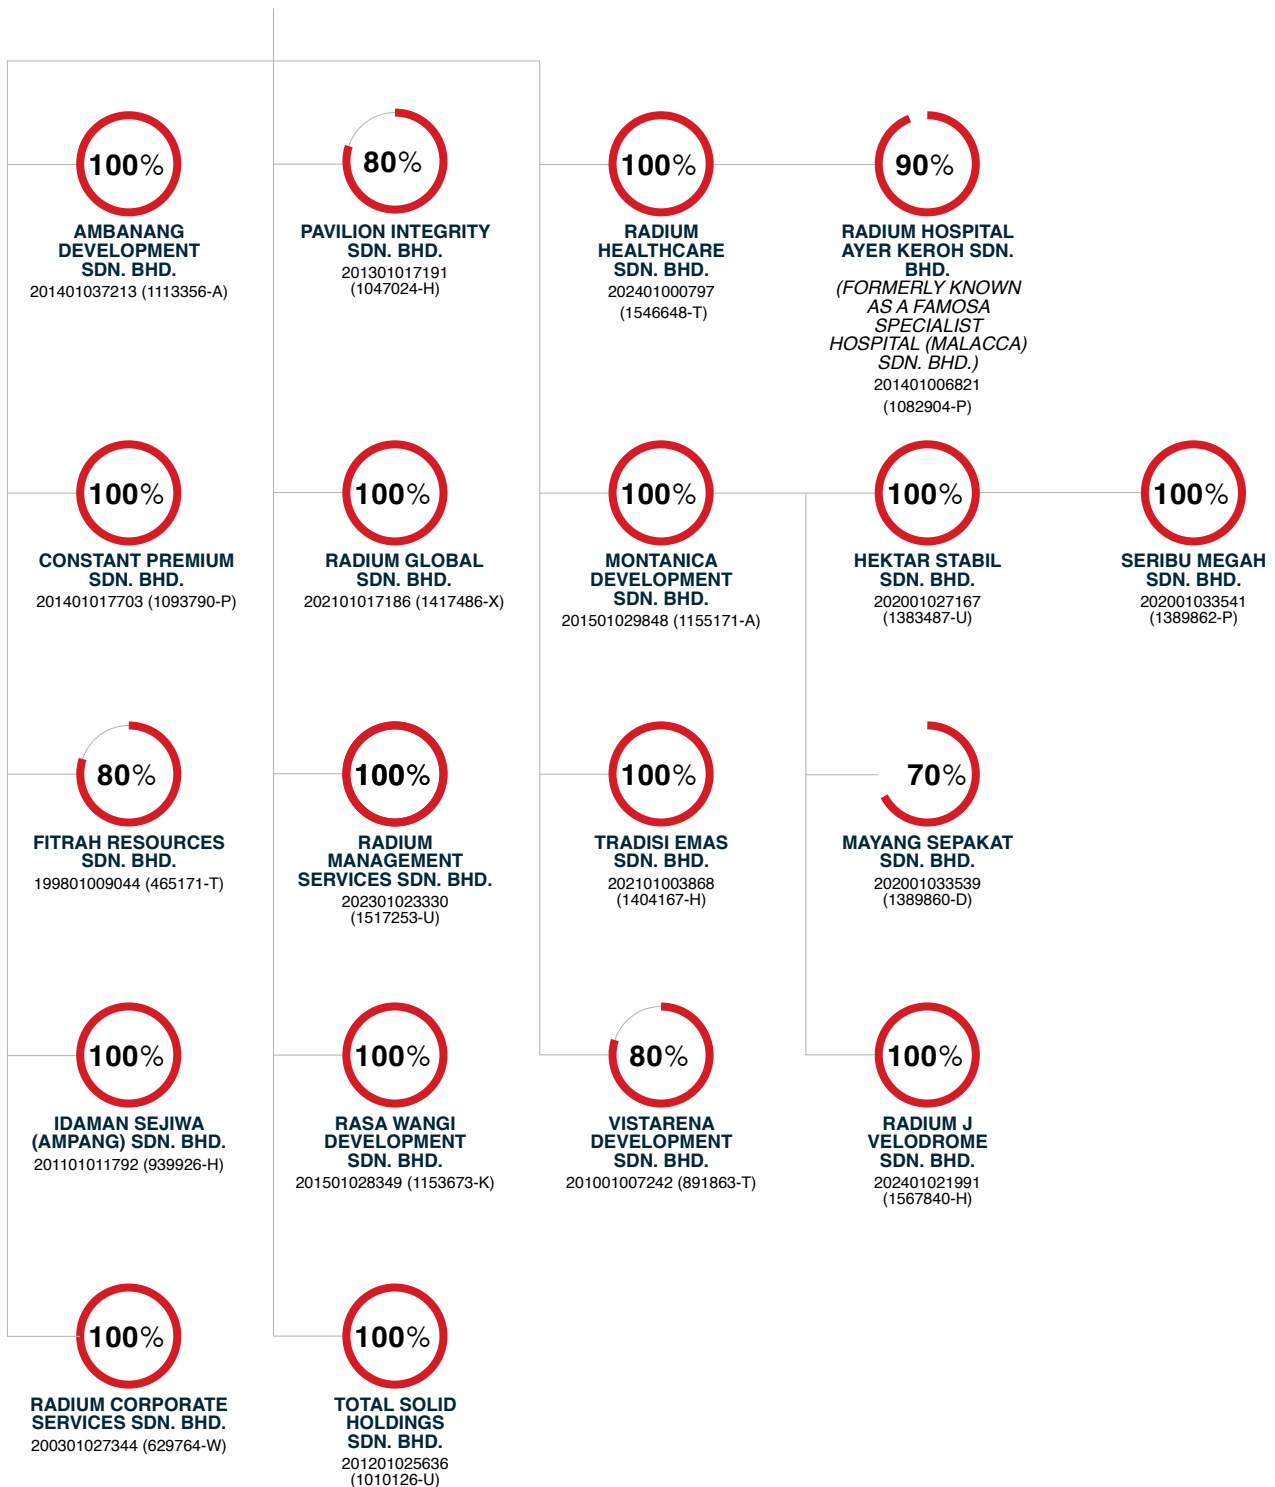 100%
AMBANANG
DEVELOPMENT
SDN. BHD.
201401037213 (1113356-A)
80%
PAVILION INTEGRITY
SDN. BHD.
201301017191
(1047024-H)
100%
RADIUM
HEALTHCARE
SDN. BHD.
202401000797
(1546648-T)
90%
RADIUM HOSPITAL
AYER KEROH SDN.
BHD.
(FORMERLY KNOWN
AS A FAMOSA
SPECIALIST
HOSPITAL (MALACCA)
SDN. BHD.)
201401006821
(1082904-P)
100%
CONSTANT PREMIUM
SDN. BHD.
201401017703 (1093790-P)
100%
RADIUM GLOBAL
SDN. BHD.
202101017186 (1417486-X)
100%
MONTANICA
DEVELOPMENT
SDN. BHD.
201501029848 (1155171-A)
100%
HEKTAR STABIL
SDN. BHD.
202001027167
(1383487-U)
100%
SERIBU MEGAH
SDN. BHD.
202001033541
(1389862-P)
80%
FITRAH RESOURCES
SDN. BHD.
199801009044 (465171-T)
100%
RADIUM
MANAGEMENT
SERVICES SDN. BHD.
202301023330
(1517253-U)
100%
TRADISI EMAS
SDN. BHD.
202101003868
(1404167-H)
70%
MAYANG SEPAKAT
SDN. BHD.
202001033539
(1389860-D)
100%
IDAMAN SEJIWA
(AMPANG) SDN. BHD.
201101011792 (939926-H)
100%
RASA WANGI
DEVELOPMENT
SDN. BHD.
201501028349 (1153673-K)
80%
VISTARENA
DEVELOPMENT
SDN. BHD.
201001007242 (891863-T)
100%
RADIUM J
VELODROME
SDN. BHD.
202401021991
(1567840-H)
100%
RADIUM CORPORATE
SERVICES SDN. BHD.
200301027344 (629764-W)
100%
TOTAL SOLID
HOLDINGS
SDN. BHD.
201201025636
(1010126-U)